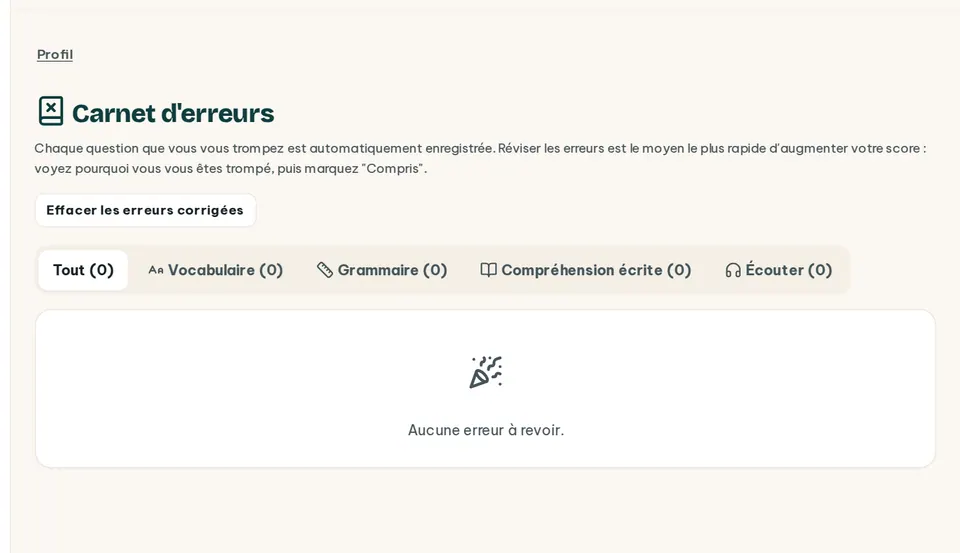 Profil
Carnet d'erreurs
Chaque question que vous vous trompez est automatiquement enregistrée. Réviser les erreurs est le moyen le plus rapide d'augmenter votre score :
voyez pourquoi vous vous êtes trompé, puis marquez "Compris".
Effacer les erreurs corrigées
Tout (0) Vocabulaire (0) Grammaire (0) Compréhension écrite (0) Écouter (0)
Aucune erreur à revoir.